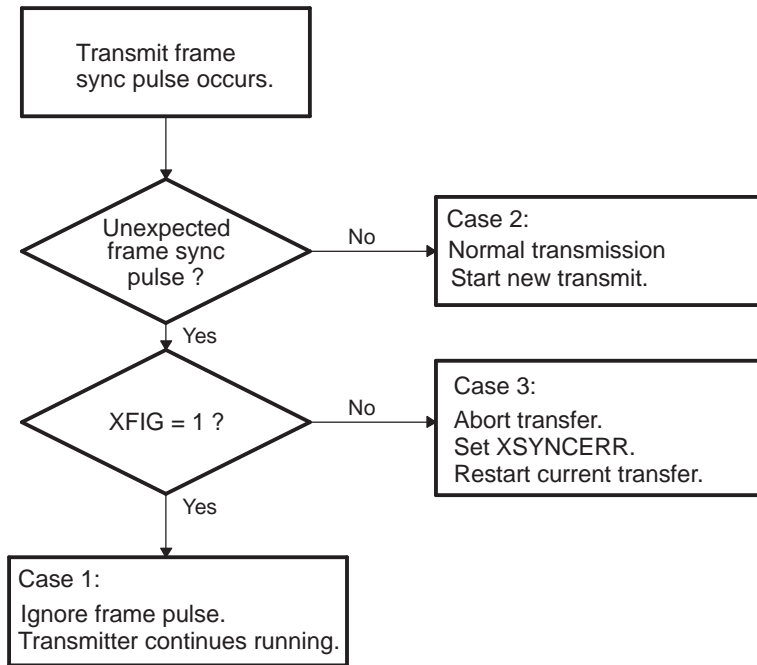 Transmit frame
sync pulse occurs.
Unexpected
frame sync
pulse ?
No
Case 2:
Normal transmission
Start new transmit.
Yes
XFIG = 1 ?
No
Case 3:
Abort transfer.
Set XSYNCERR.
Restart current transfer.
Yes
Case 1:
Ignore frame pulse.
Transmitter continues running.